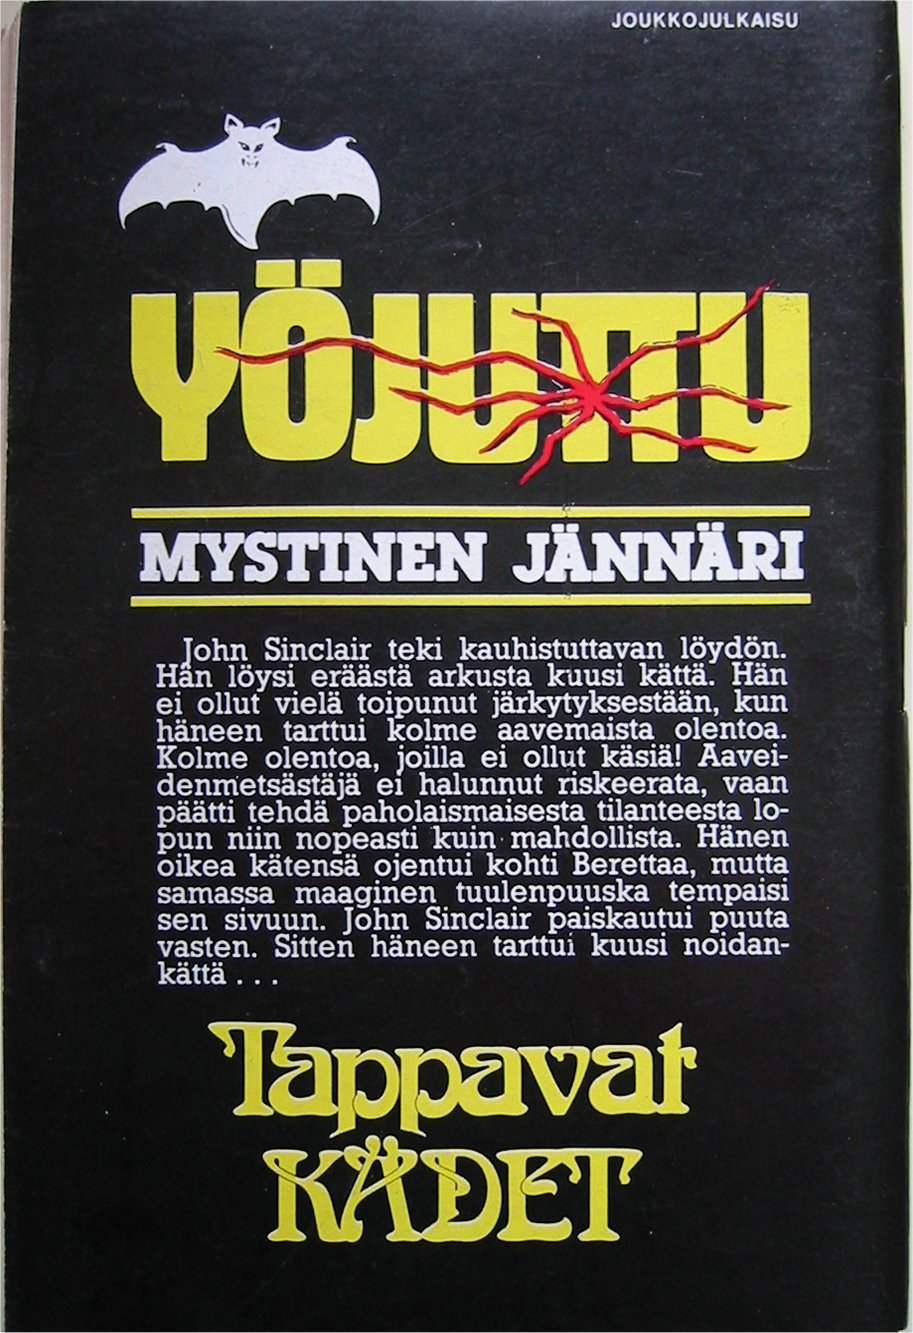 JOUKKOJULKAISU
YÖJUTTU
MYSTINEN JÄNNÄRI
John Sinclair teki kauhistuttavan löydön.
Hän löysi eräästä arkusta kuusi kättä. Hän
ei ollut vielä toipunut järkytyksestään, kun
häneen tarttui kolme aavemaista olentoa.
Kolme olentoa, joilla ei ollut käsiä! Aavei-
denmetsästäjä ei halunnut riskeerata, vaan
päätti tehdä paholaismaisesta tilanteesta lo-
pun niin nopeasti kuin mahdollista. Hänen
oikea kätensä ojentui kohti Berettaa, mutta
samassa maaginen tuulenpuuska tempaisi
sen sivuun. John Sinclair paiskautui puuta
vasten. Sitten häneen tarttui kuusi noidan-
kättä . . .
Tappavat
KÄDET